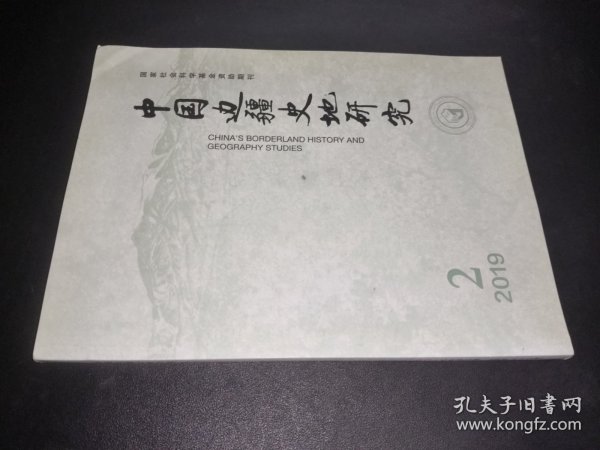 国家社会科学基金资助期刊
中国边疆史地研究
CHINA'S BORDERLAND HISTORY AND
GEOGRAPHY STUDIES
2
2019
孔夫子旧书网
www.kongfz.com